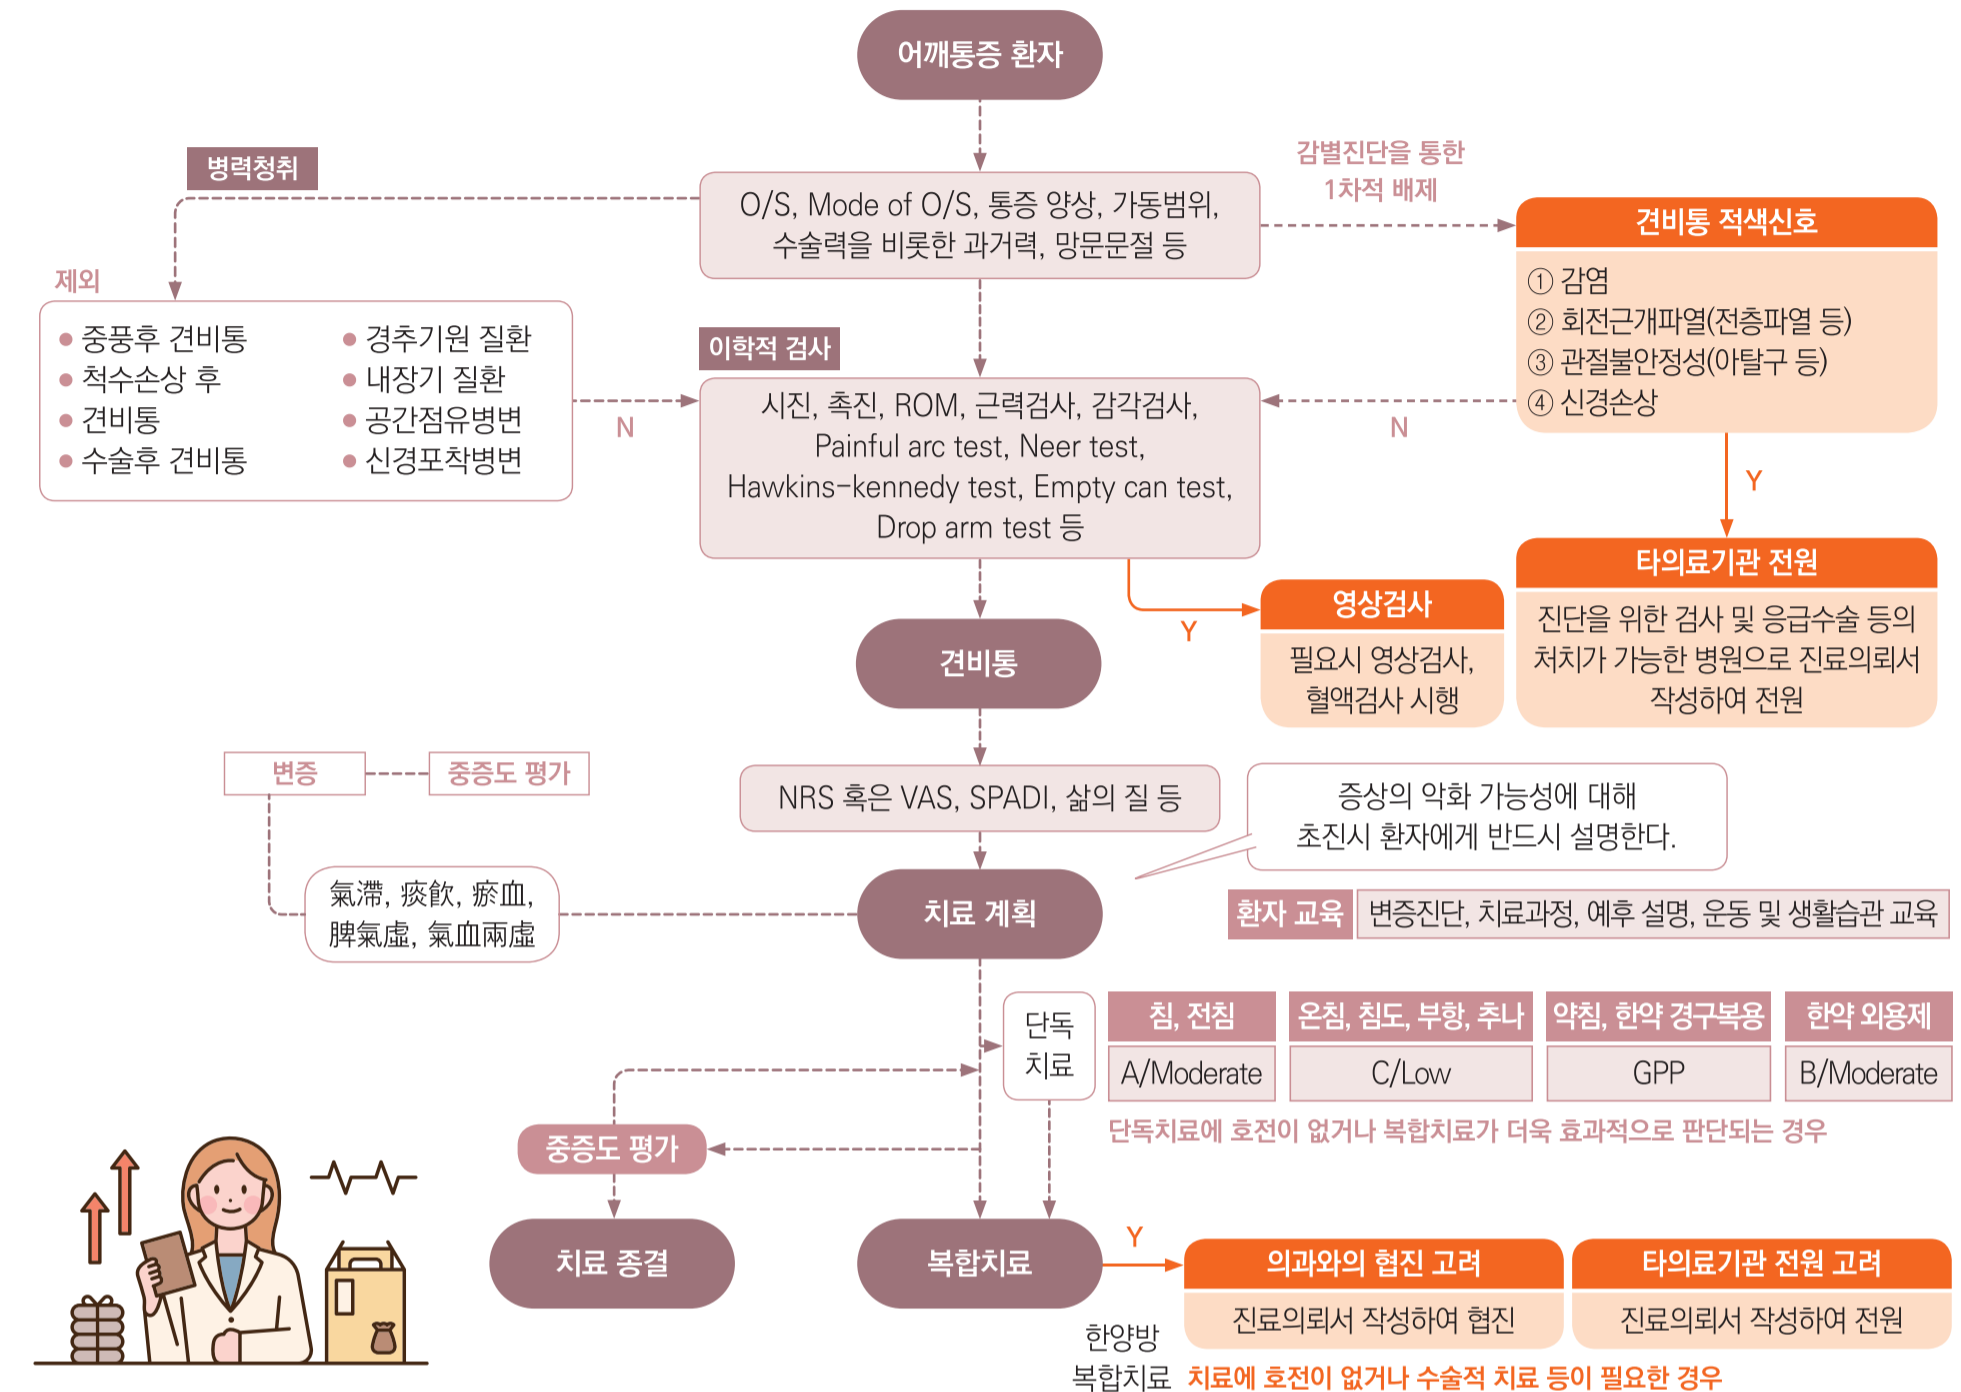 어깨통증 환자
병력청취
O/S, Mode of O/S, 통증 양상, 가동범위,
수술력을 비롯한 과거력, 망문문절 등
감별진단을 통한
1차적 배제
견비통 적색신호
① 감염
② 회전근개파열(전층파열 등)
③ 관절불안정성(아탈구 등)
④ 신경손상
제외
중풍후 견비통
척수손상 후
견비통
수술후 견비통
경추기원 질환
내장기 질환
공간점유병변
신경포착병변
N
이학적 검사
시진, 촉진, ROM, 근력검사, 감각검사,
Painful arc test, Neer test,
Hawkins-kennedy test, Empty can test,
Drop arm test 등
N
Y
타의료기관 전원
진단을 위한 검사 및 응급수술 등의
처치가 가능한 병원으로 진료의뢰서
작성하여 전원
Y
영상검사
필요시 영상검사,
혈액검사 시행
견비통
변증
중증도 평가
NRS 혹은 VAS, SPADI, 삶의 질 등
증상의 악화 가능성에 대해
초진시 환자에게 반드시 설명한다.
氣滯, 痰飮, 瘀血,
脾氣虛, 氣血兩虛
치료 계획
환자 교육
변증진단, 치료과정, 예후 설명, 운동 및 생활습관 교육
단독
치료
침, 전침
온침, 침도, 부항, 추나
약침, 한약 경구복용
한약 외용제
A/Moderate
C/Low
GPP
B/Moderate
단독치료에 호전이 없거나 복합치료가 더욱 효과적으로 판단되는 경우
중증도 평가
치료 종결
복합치료
Y
의과와의 협진 고려
진료의뢰서 작성하여 협진
타의료기관 전원 고려
진료의뢰서 작성하여 전원
한양방
복합치료
치료에 호전이 없거나 수술적 치료 등이 필요한 경우